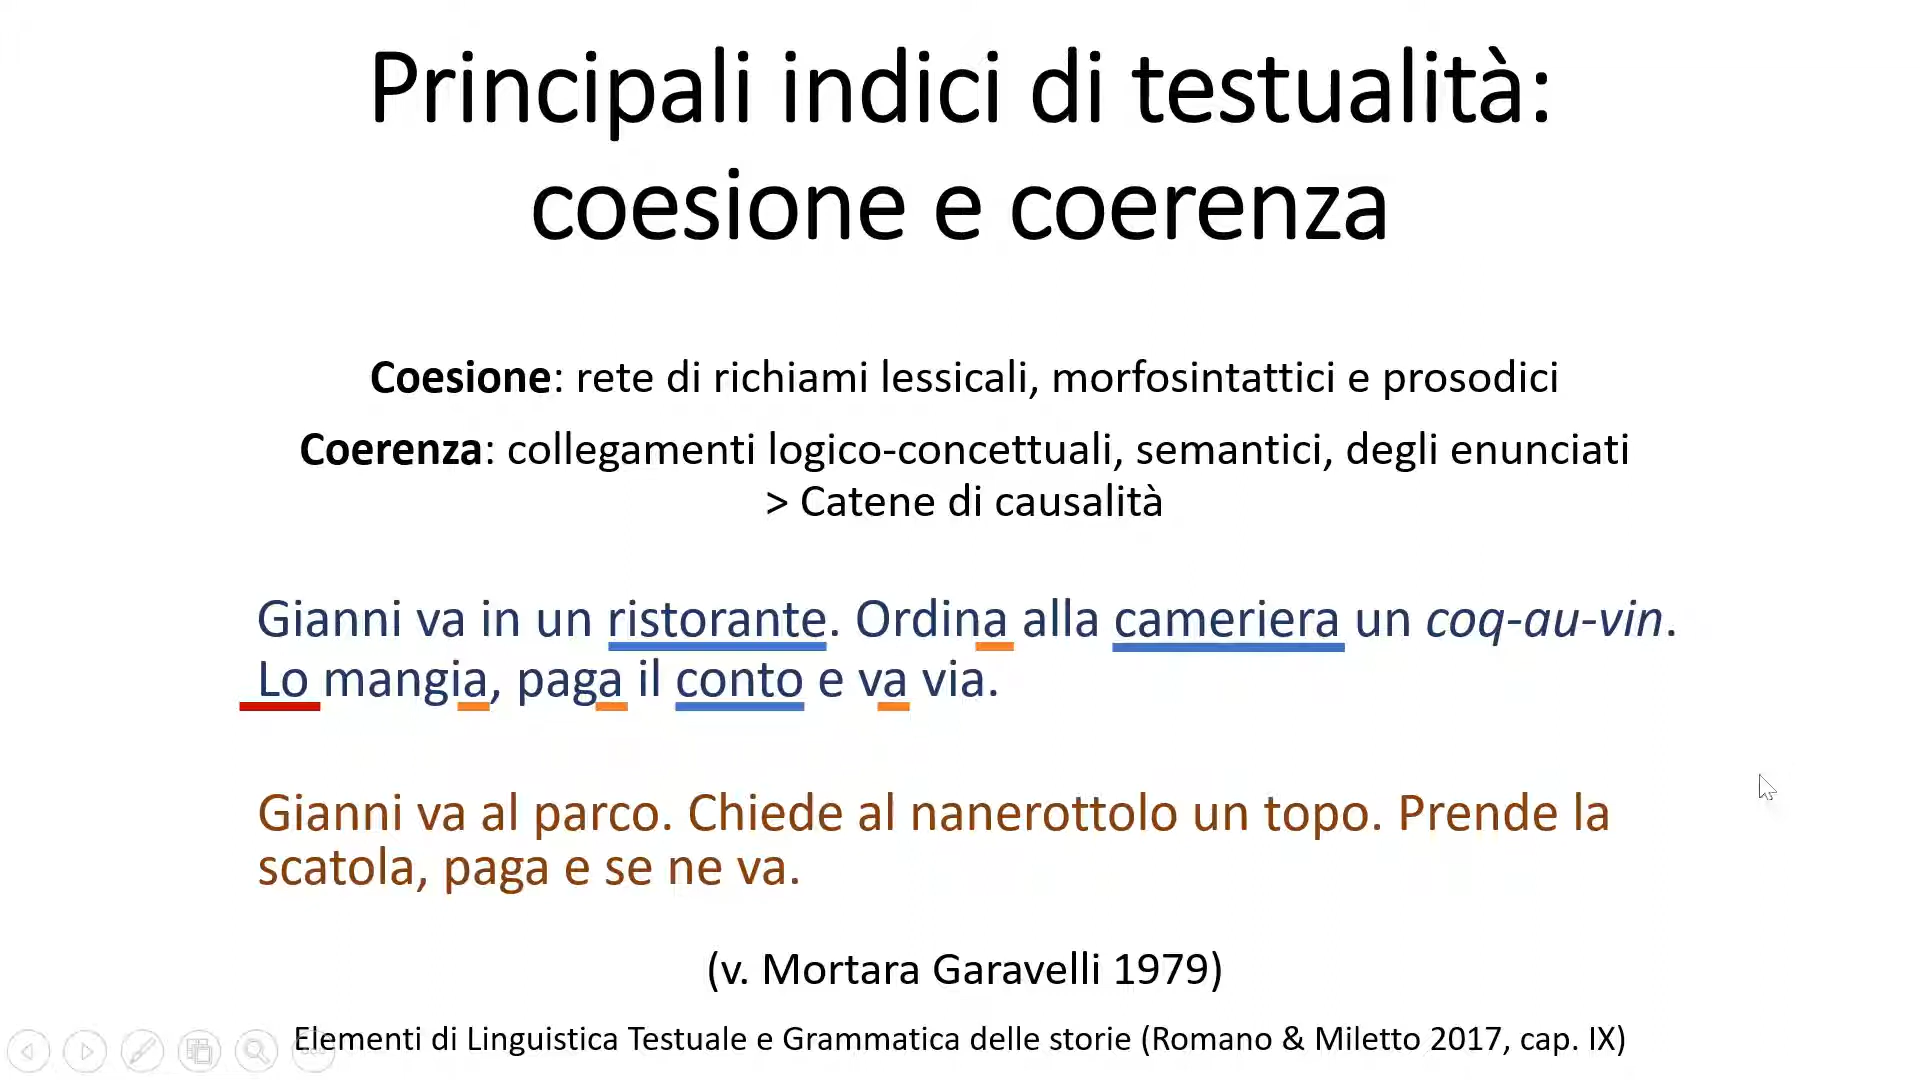 Principali indici di testualità:
coesione e coerenza
Coesione: rete di richiami lessicali, morfosintattici e prosodici
Coerenza: collegamenti logico-concettuali, semantici, degli enunciati
> Catene di causalità
Gianni va in un ristorante. Ordina alla cameriera un coq-au-vin.
Lo mangia, paga il conto e va via.
Gianni va al parco. Chiede al nanerottolo un topo. Prende la
scatola, paga e se ne va.
(v. Mortara Garavelli 1979)
Elementi di Linguistica Testuale e Grammatica delle storie (Romano & Miletto 2017, cap. IX)